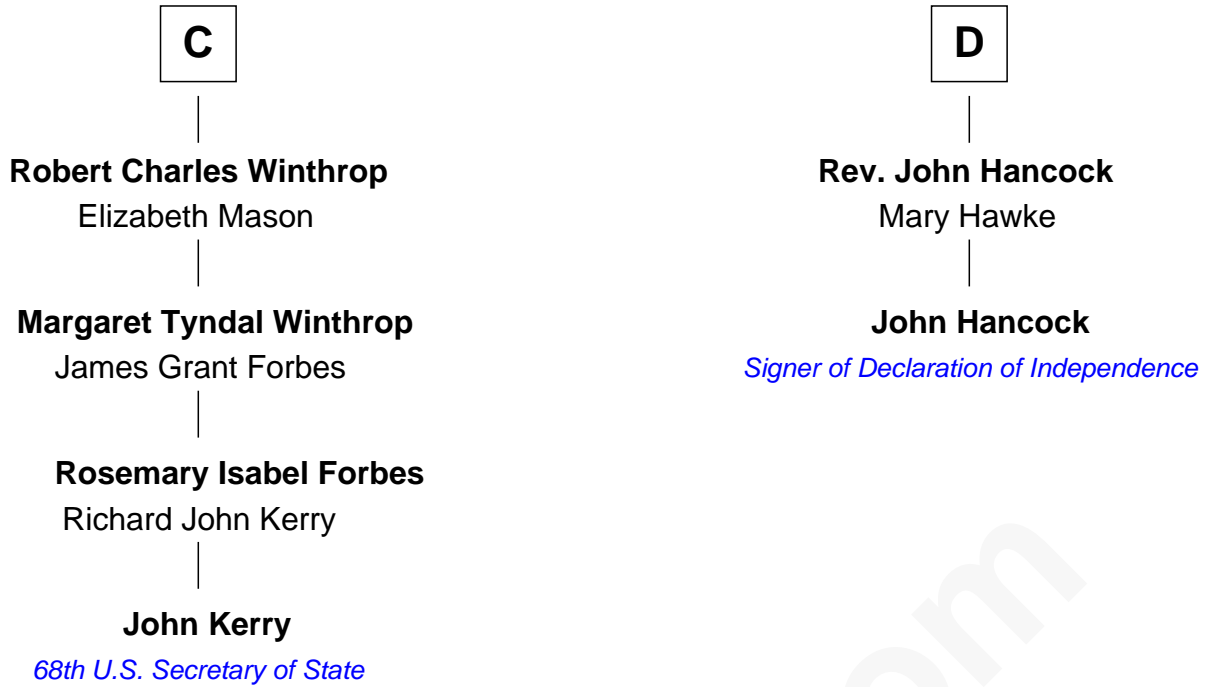 C
Robert Charles Winthrop
Elizabeth Mason
Margaret Tyndal Winthrop
James Grant Forbes
Rosemary Isabel Forbes
Richard John Kerry
John Kerry
68th U.S. Secretary of State
D
Rev. John Hancock
Mary Hawke
John Hancock
Signer of Declaration of Independence
om